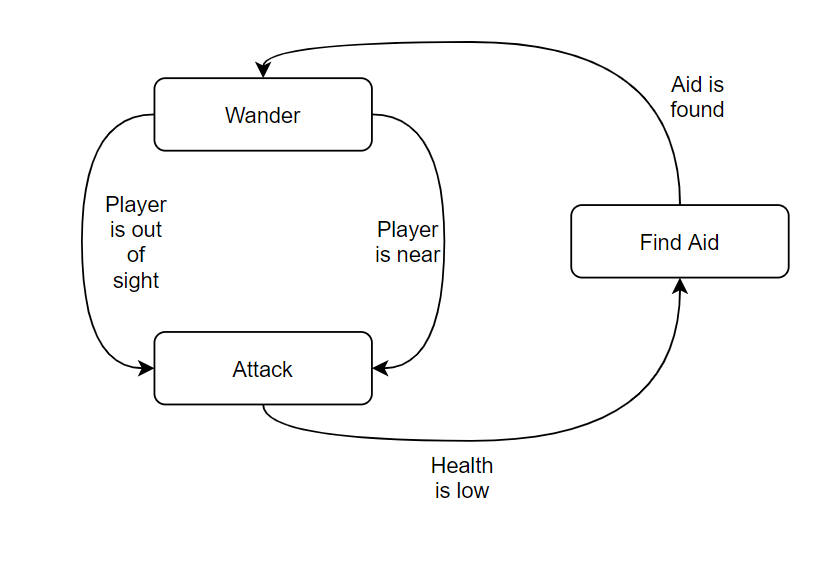 Wander
Aid is
found
Player
is out
of
sight
Player
is near
Find Aid
Attack
Health
is low